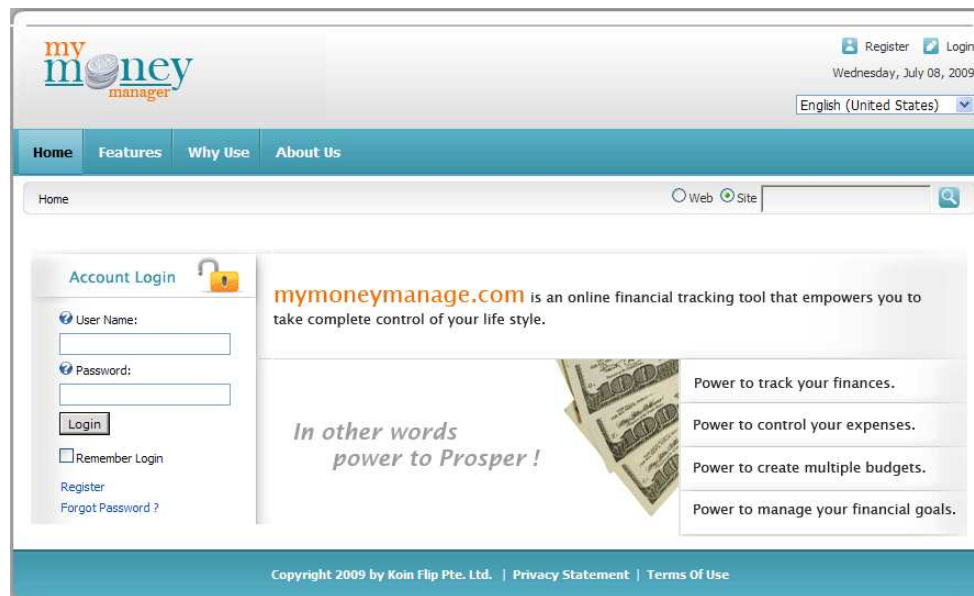 my
money
manager
Register Login
Wednesday, July 08, 2009
English (United States)
Home Features Why Use About Us
Home
Web Site
Account Login
User Name:
Password:
Login
Remember Login
Register
Forgot Password ?
mymoneymanage.com is an online financial tracking tool that empowers you to
take complete control of your life style.
In other words
power to Prosper !
100
100
100
Power to track your finances.
Power to control your expenses.
Power to create multiple budgets.
Power to manage your financial goals.
Copyright 2009 by Koin Flip Pte. Ltd. | Privacy Statement | Terms Of Use